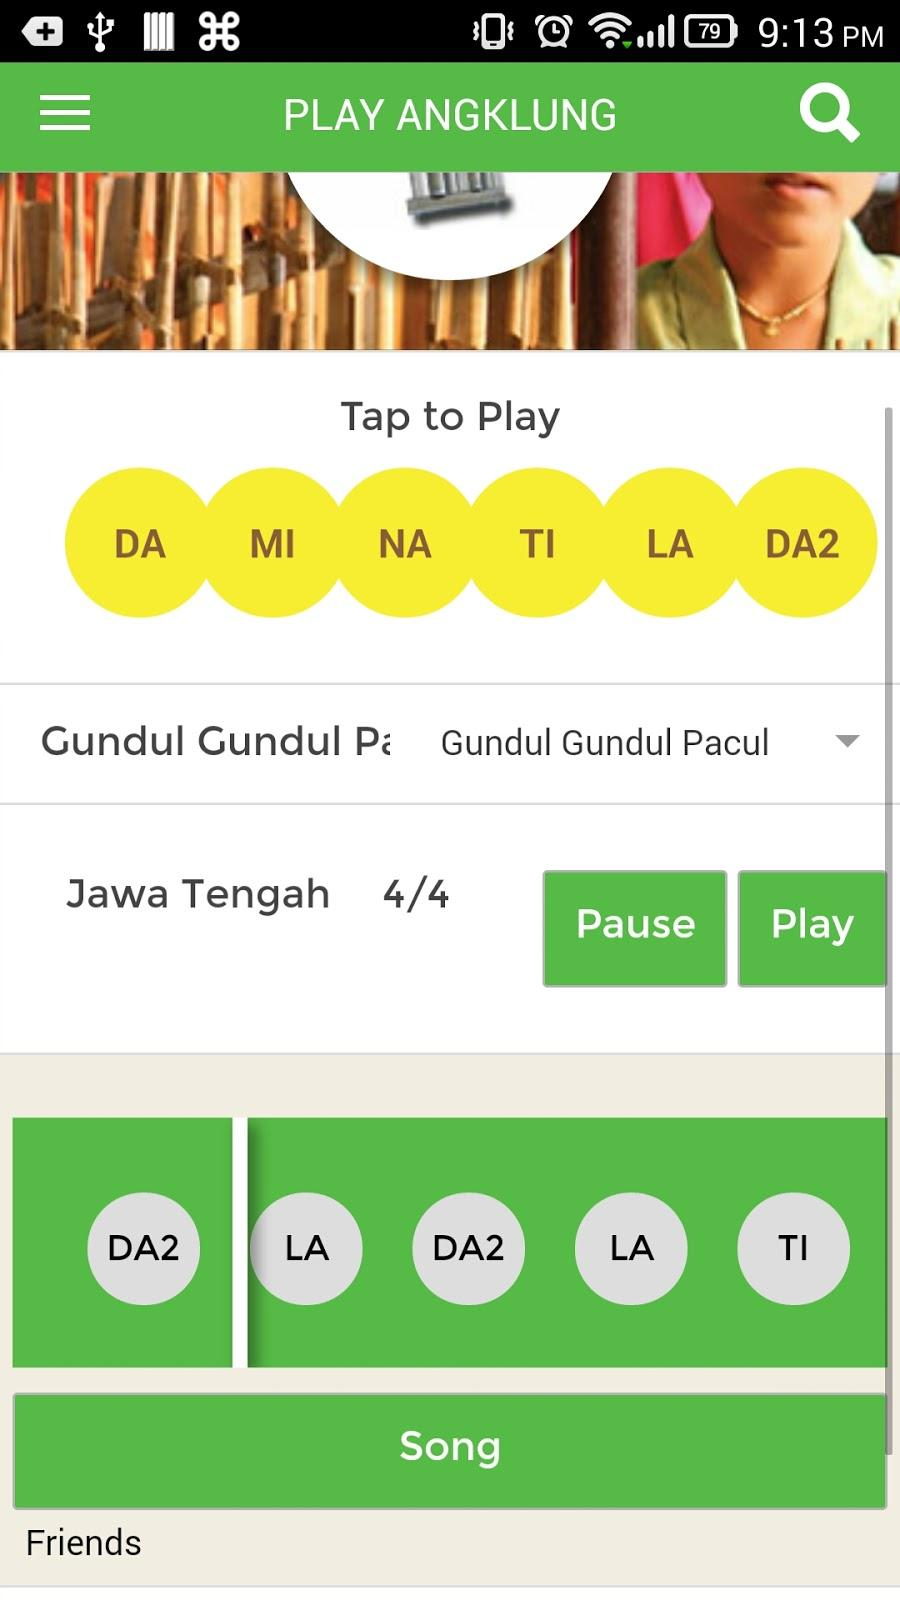 79 9:13 PM
PLAY ANGKLUNG
Tap to Play
DA MI NA TI LA DA2
Gundul Gundul Pa Gundul Gundul Pacul
Jawa Tengah 4/4 Pause Play
DA2 LA DA2 LA TI
Song
Friends